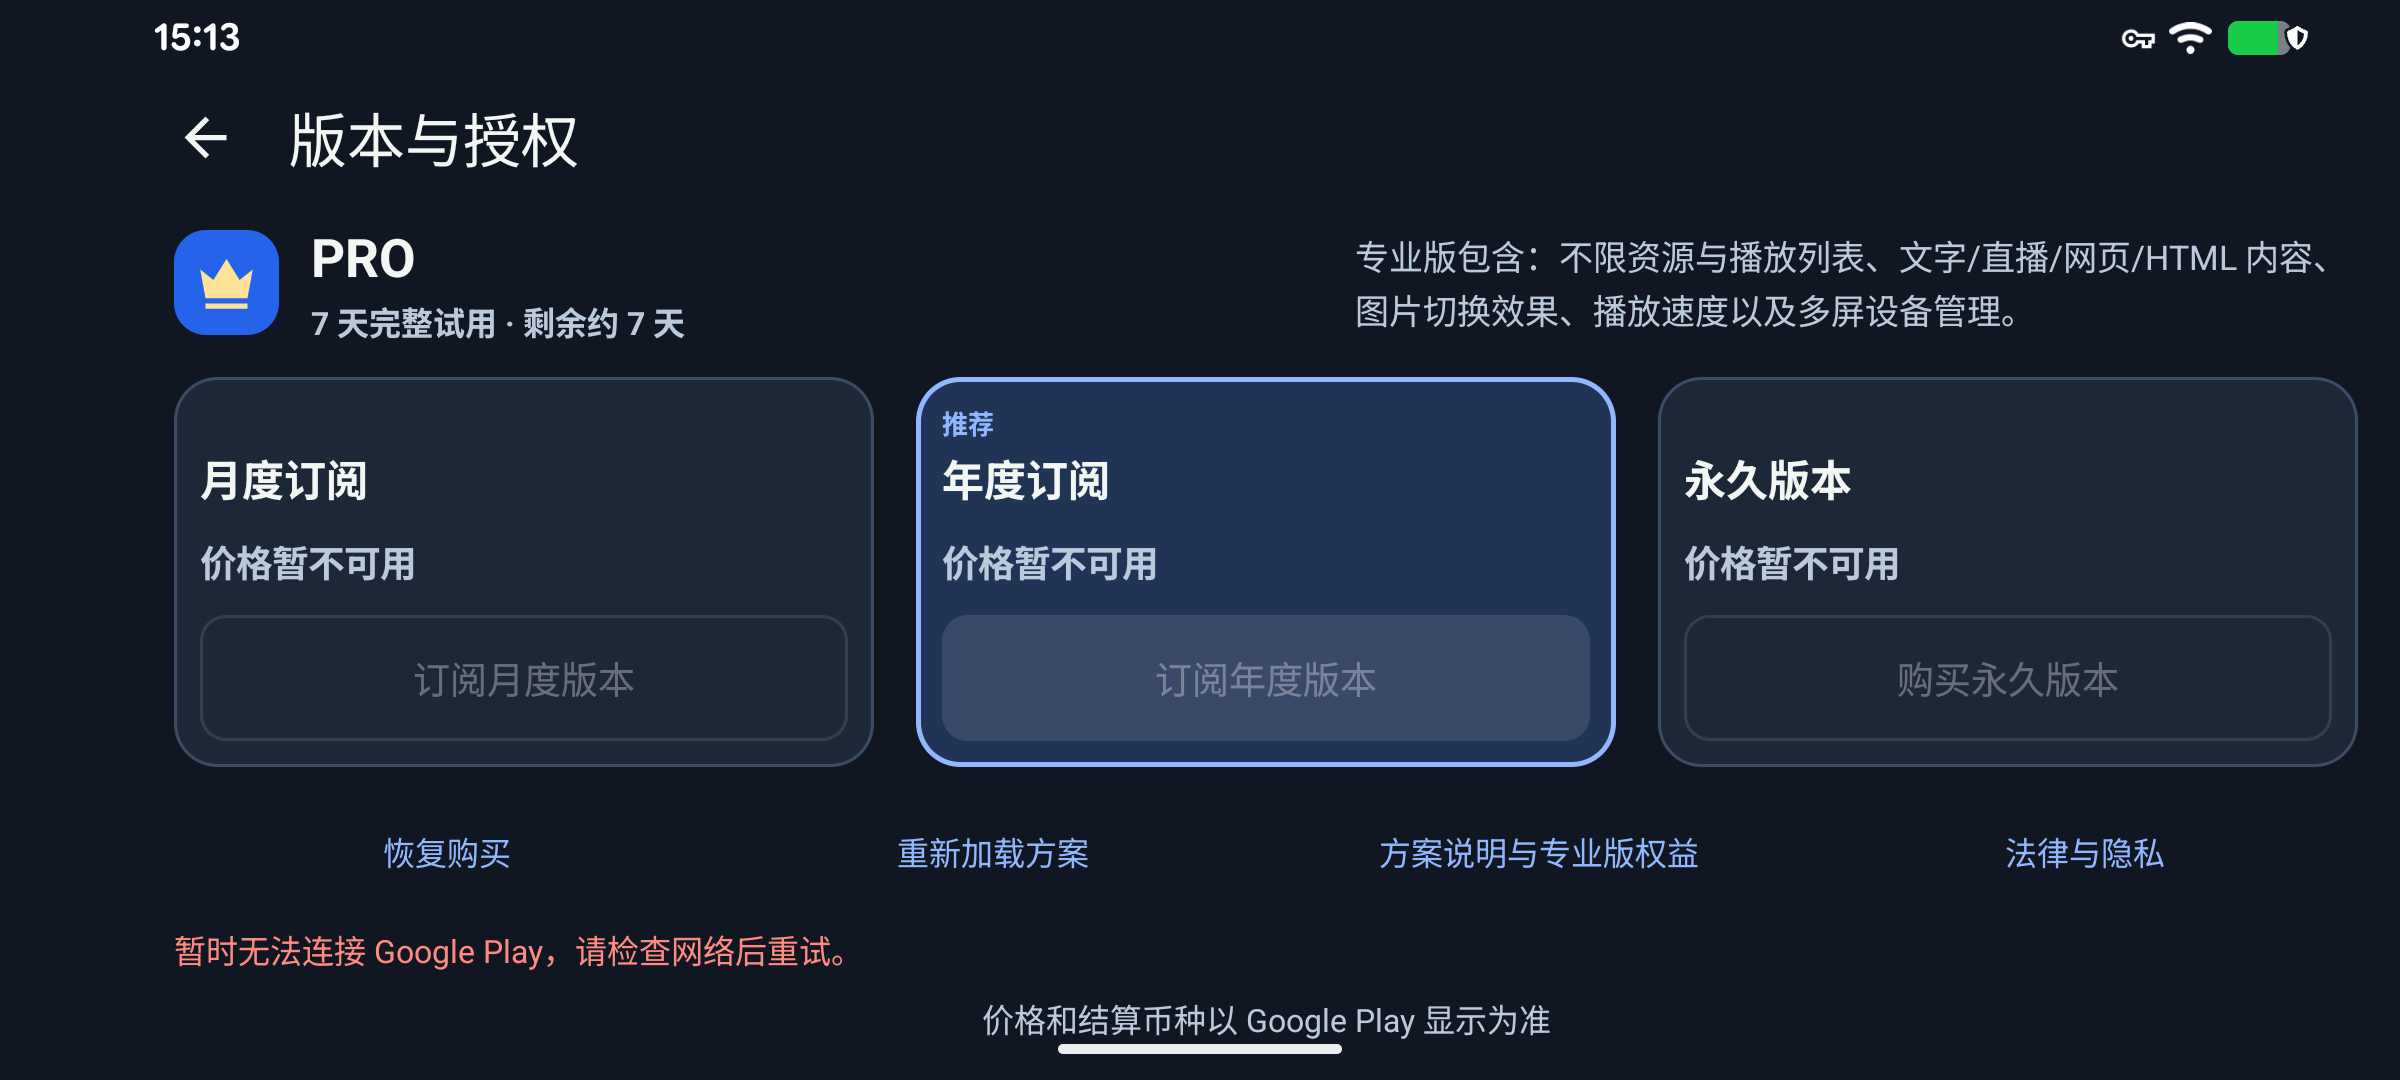 15:13
版本与授权
PRO
7 天完整试用 · 剩余约 7 天
专业版包含：不限资源与播放列表、文字/直播/网页/HTML 内容、
图片切换效果、播放速度以及多屏设备管理。
月度订阅
价格暂不可用
订阅月度版本
推荐
年度订阅
价格暂不可用
订阅年度版本
永久版本
价格暂不可用
购买永久版本
恢复购买
重新加载方案
方案说明与专业版权益
法律与隐私
暂时无法连接 Google Play，请检查网络后重试。
价格和结算币种以 Google Play 显示为准